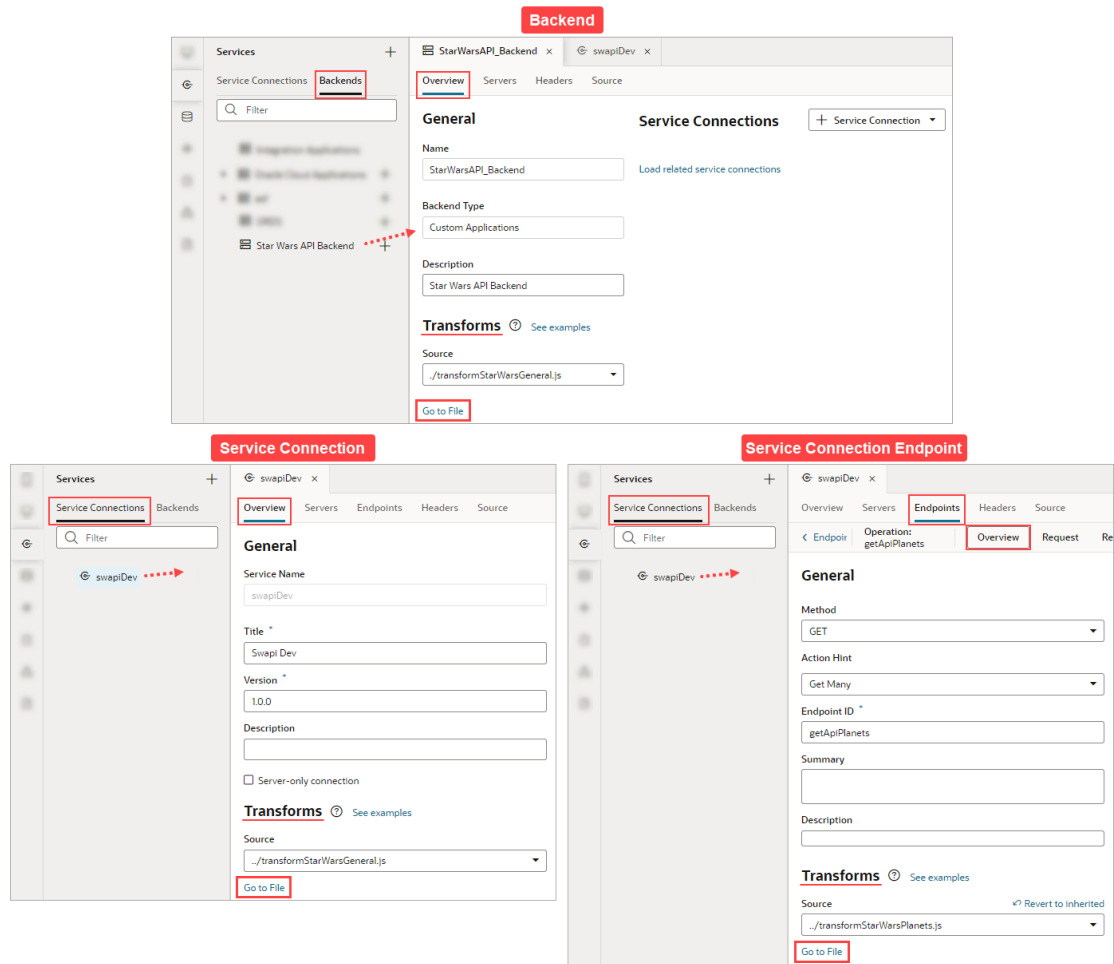 Backend
Services
+
StarWarsAPI_Backend ×
swapiDev ×
Service Connections Backends
Overview Servers Headers Source
Filter
General
Service Connections
+ Service Connection
Name
StarWarsAPI_Backend
Load related service connections
Backend Type
Custom Applications
Star Wars API Backend +
Description
Star Wars API Backend
Transforms ? See examples
Source
./transformStarWarsGeneral.js
Go to File
Service Connection
Services +
swapiDev ×
Service Connections Backends
Overview Servers Endpoints Headers Source
Filter
General
swapiDev
Service Name
swapiDev
Title *
Swapi Dev
Version *
1.0.0
Description
Server-only connection
Transforms ? See examples
Source
../transformStarWarsGeneral.js
Go to File
Service Connection Endpoint
Services +
swapiDev ×
Service Connections Backends
Overview Servers Endpoints Headers Source
Filter
< Endpoir
Operation:
getApiPlanets
Overview Request Re
swapiDev
General
Method
GET
Action Hint
Get Many
Endpoint ID *
getApiPlanets
Summary
Description
Transforms ? See examples
Source
Revert to inherited
../transformStarWarsPlanets.js
Go to File